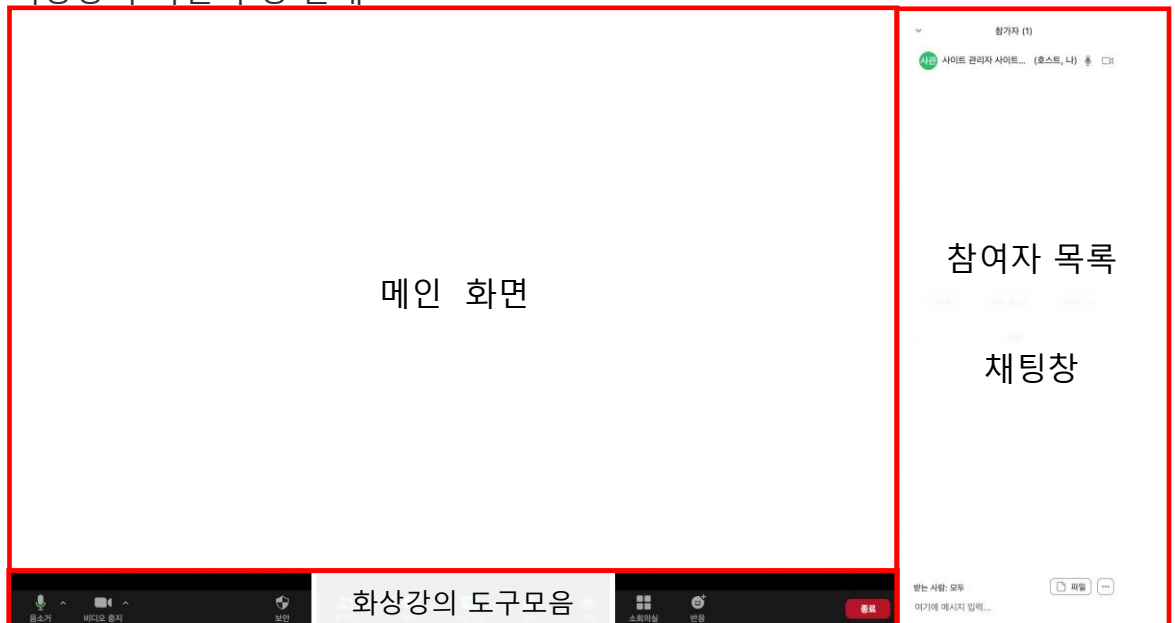 참가자 (1)
사관 사이트 관리자 사이트... (호스트, 나)
메인 화면
참여자 목록
채팅창
받는 사람: 모두
파일
여기에 메시지 입력...
음소거
비디오 중지
보안
화상강의 도구모음
소회의실
반응
종료